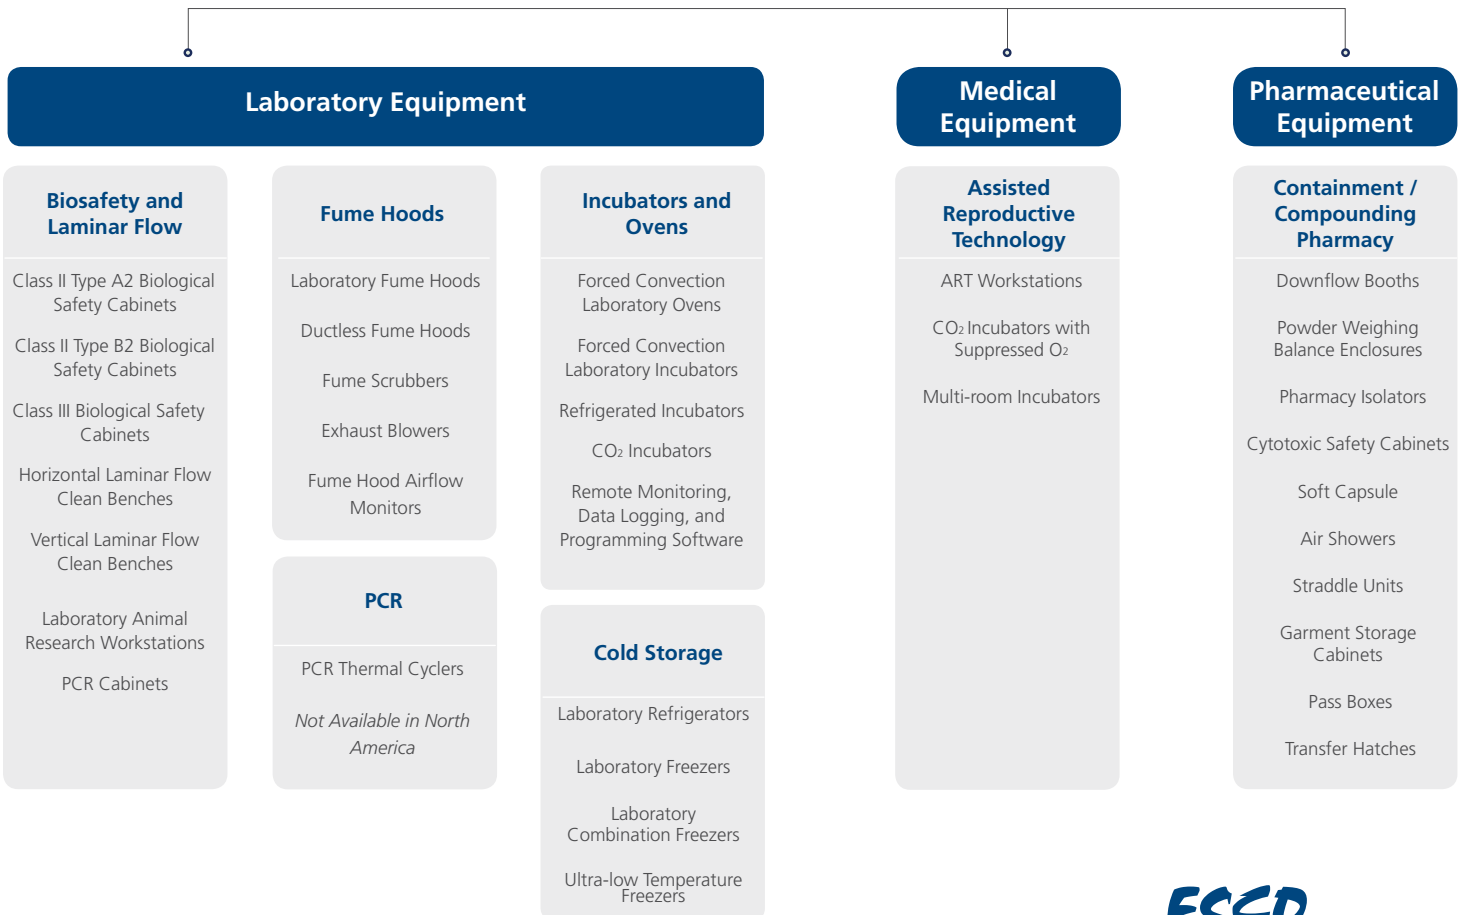 Laboratory Equipment
Biosafety and
Laminar Flow
Class II Type A2 Biological
Safety Cabinets
Class II Type B2 Biological
Safety Cabinets
Class III Biological Safety
Cabinets
Horizontal Laminar Flow
Clean Benches
Vertical Laminar Flow
Clean Benches
Laboratory Animal
Research Workstations
PCR Cabinets
Fume Hoods
Laboratory Fume Hoods
Ductless Fume Hoods
Fume Scrubbers
Exhaust Blowers
Fume Hood Airflow
Monitors
PCR
PCR Thermal Cyclers
Not Available in North
America
Incubators and
Ovens
Forced Convection
Laboratory Ovens
Forced Convection
Laboratory Incubators
Refrigerated Incubators
CO2 Incubators
Remote Monitoring,
Data Logging, and
Programming Software
Cold Storage
Laboratory Refrigerators
Laboratory Freezers
Laboratory
Combination Freezers
Ultra-low Temperature
Freezers
Medical
Equipment
Assisted
Reproductive
Technology
ART Workstations
CO2 Incubators with
Suppressed O2
Multi-room Incubators
Pharmaceutical
Equipment
Containment /
Compounding
Pharmacy
Downflow Booths
Powder Weighing
Balance Enclosures
Pharmacy Isolators
Cytotoxic Safety Cabinets
Soft Capsule
Air Showers
Straddle Units
Garment Storage
Cabinets
Pass Boxes
Transfer Hatches